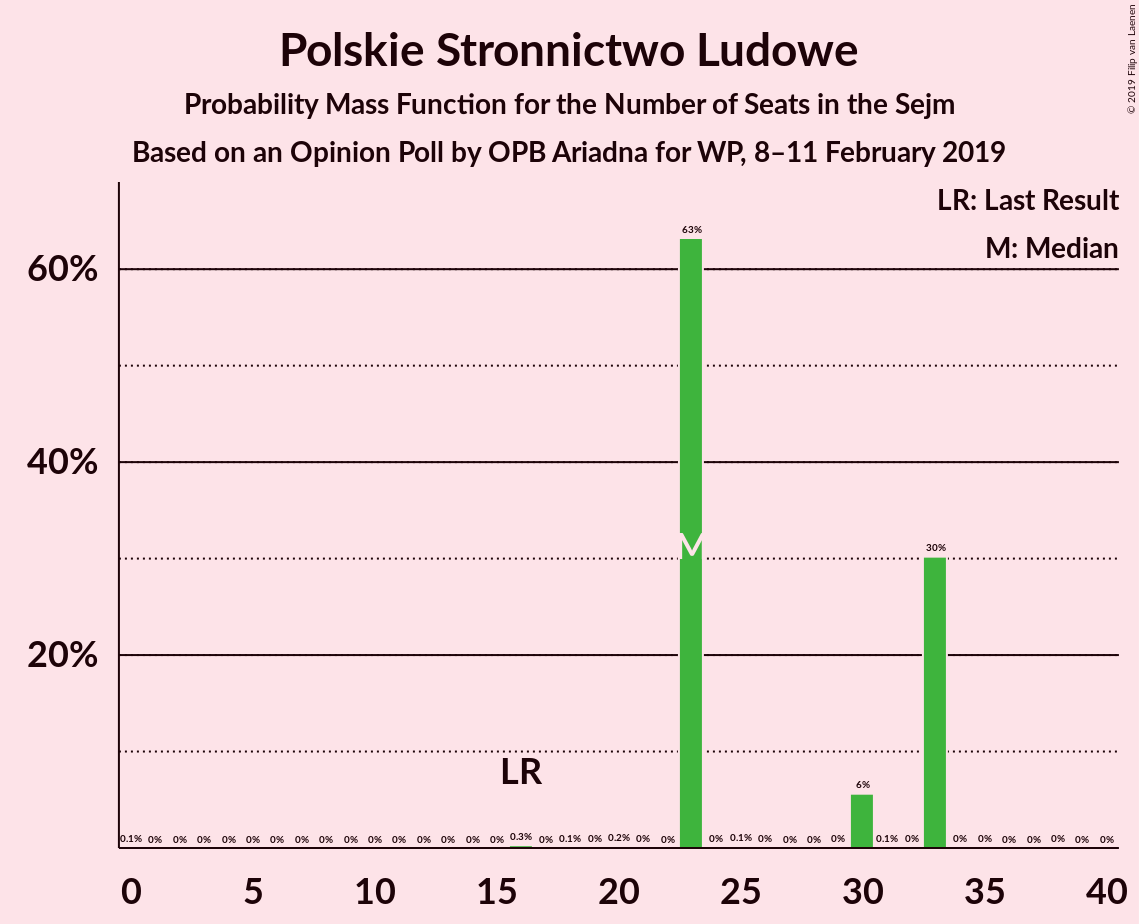 Polskie Stronnictwo Ludowe
Probability Mass Function for the Number of Seats in the Sejm
Based on an Opinion Poll by OPB Ariadna for WP, 8–11 February 2019
© 2019 Filip van Laenen
LR: Last Result
M: Median
60%
40%
20%
63%
M
30%
LR
6%
0.1% 0% 0% 0% 0% 0% 0% 0% 0% 0% 0% 0% 0% 0% 0% 0% 0.3% 0% 0.1% 0% 0.2% 0% 0% 0% 0.1% 0% 0% 0% 0% 0.1% 0% 0% 0% 0% 0% 0% 0% 0%
0 5 10 15 20 25 30 35 40